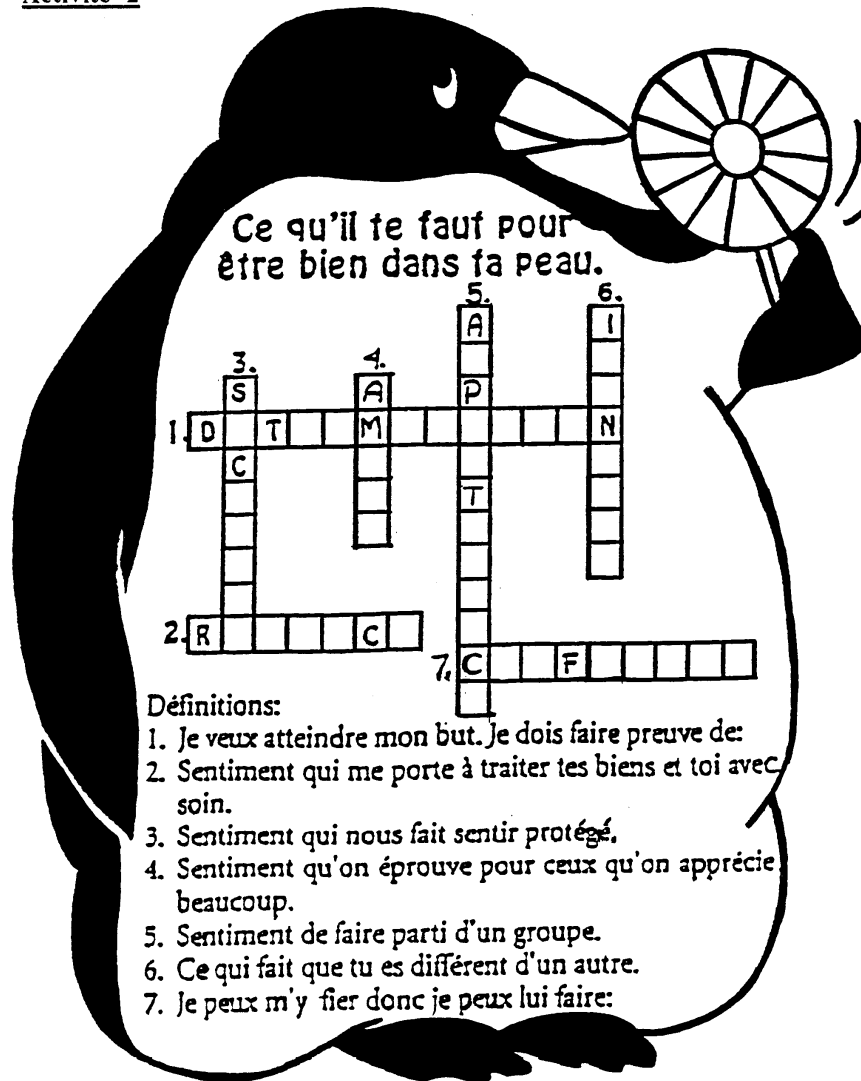 Activité 2
Ce qu'il te faut pour
être bien dans ta peau.
5. 6.
A I
3. 4.
S A P
1. D T M N
C
T
2. R C
7. C F
Définitions:
1. Je veux atteindre mon but. Je dois faire preuve de:
2. Sentiment qui me porte à traiter tes biens et toi avec
soin.
3. Sentiment qui nous fait sentir protégé.
4. Sentiment qu'on éprouve pour ceux qu'on apprécie
beaucoup.
5. Sentiment de faire parti d'un groupe.
6. Ce qui fait que tu es différent d'un autre.
7. Je peux m'y fier donc je peux lui faire: